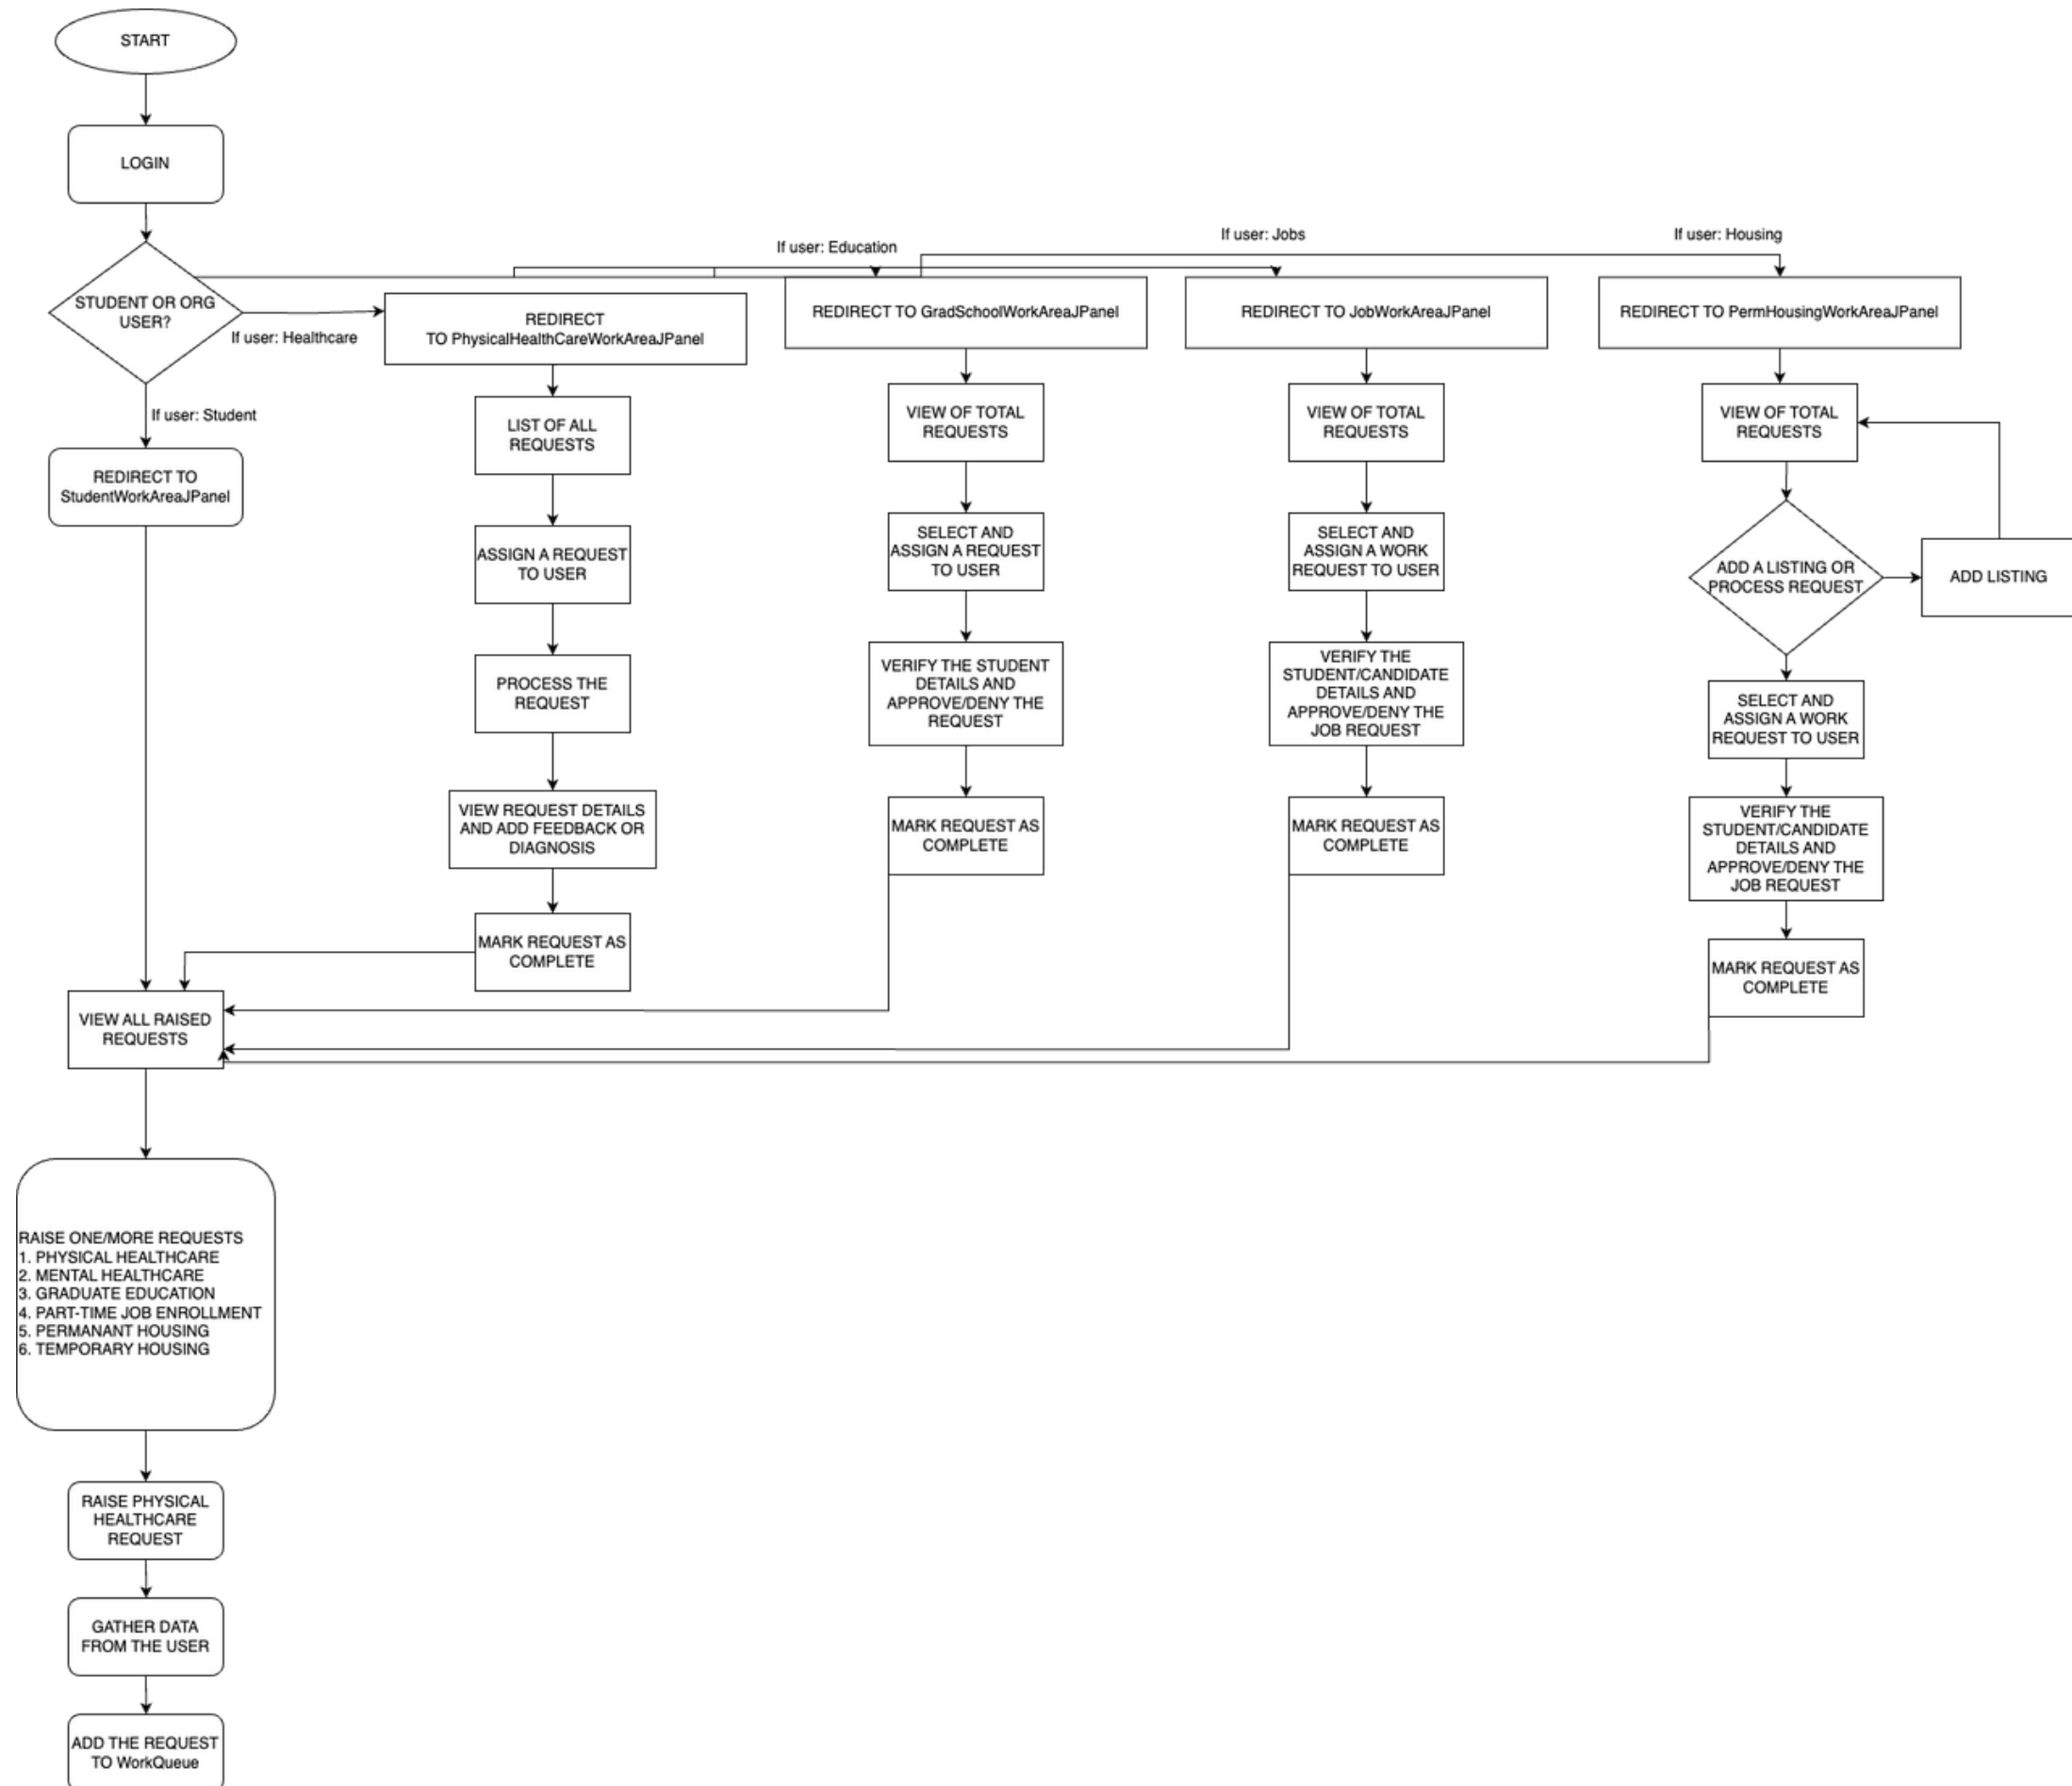 START
LOGIN
If user: Education
If user: Jobs
If user: Housing
STUDENT OR ORG
USER?
If user: Healthcare
If user: Student
REDIRECT TO
StudentWorkAreaJPanel
REDIRECT
TO PhysicalHealthCareWorkAreaJPanel
LIST OF ALL
REQUESTS
ASSIGN A REQUEST
TO USER
PROCESS THE
REQUEST
VIEW REQUEST DETAILS
AND ADD FEEDBACK OR
DIAGNOSIS
MARK REQUEST AS
COMPLETE
REDIRECT TO GradSchoolWorkAreaJPanel
VIEW OF TOTAL
REQUESTS
SELECT AND
ASSIGN A REQUEST
TO USER
VERIFY THE STUDENT
DETAILS AND
APPROVE/DENY THE
REQUEST
MARK REQUEST AS
COMPLETE
REDIRECT TO JobWorkAreaJPanel
VIEW OF TOTAL
REQUESTS
SELECT AND
ASSIGN A WORK
REQUEST TO USER
VERIFY THE
STUDENT/CANDIDATE
DETAILS AND
APPROVE/DENY THE
JOB REQUEST
MARK REQUEST AS
COMPLETE
REDIRECT TO PermHousingWorkAreaJPanel
VIEW OF TOTAL
REQUESTS
ADD A LISTING OR
PROCESS REQUEST
ADD LISTING
SELECT AND
ASSIGN A WORK
REQUEST TO USER
VERIFY THE
STUDENT/CANDIDATE
DETAILS AND
APPROVE/DENY THE
JOB REQUEST
MARK REQUEST AS
COMPLETE
VIEW ALL RAISED
REQUESTS
RAISE ONE/MORE REQUESTS
1. PHYSICAL HEALTHCARE
2. MENTAL HEALTHCARE
3. GRADUATE EDUCATION
4. PART-TIME JOB ENROLLMENT
5. PERMANANT HOUSING
6. TEMPORARY HOUSING
RAISE PHYSICAL
HEALTHCARE
REQUEST
GATHER DATA
FROM THE USER
ADD THE REQUEST
TO WorkQueue